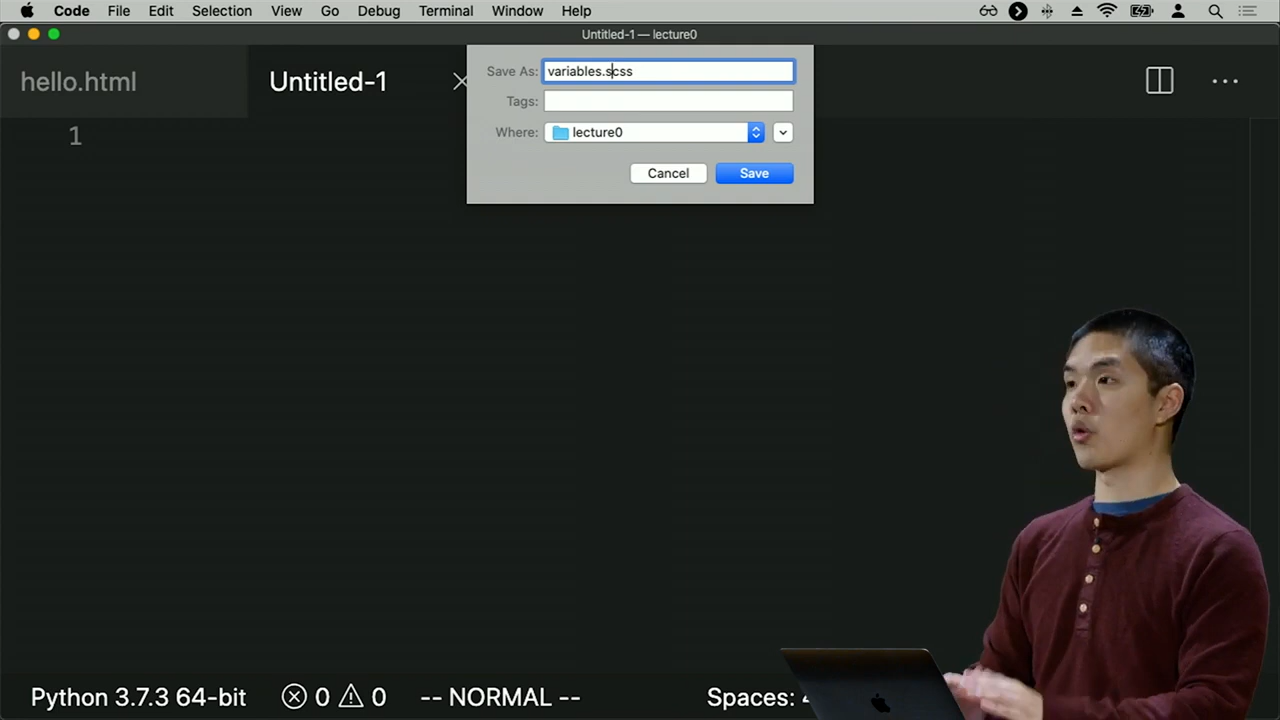 Code File Edit Selection View Go Debug Terminal Window Help
Untitled-1 — lecture0
hello.html Untitled-1
Save As: variables.scss
Tags:
Where: lecture0
Cancel Save
1
Python 3.7.3 64-bit 0 0 -- NORMAL -- Spaces: